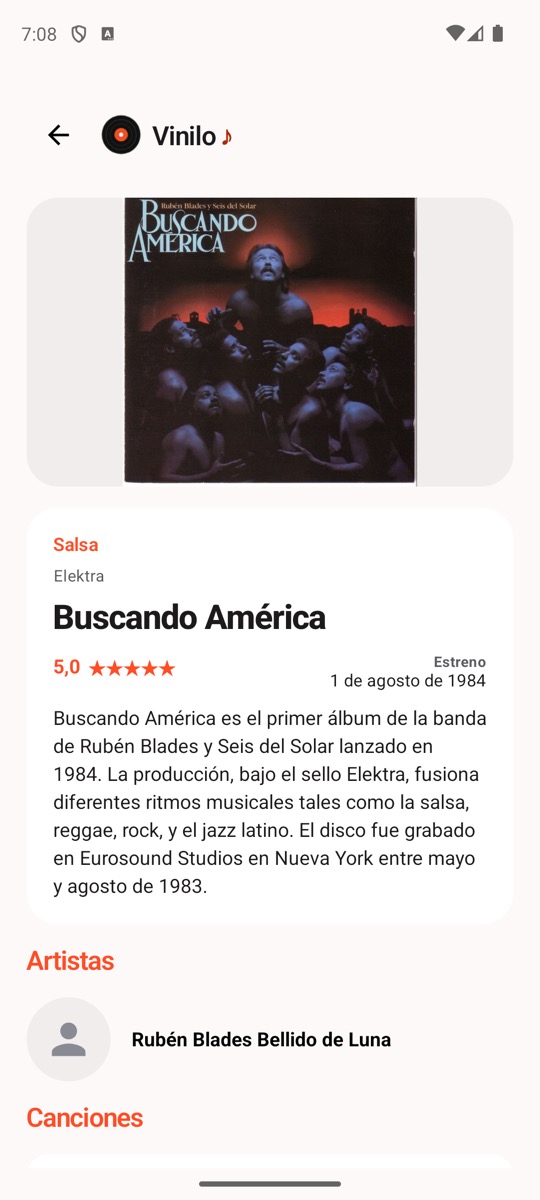 7:08
Vinilo
Rubén Blades y Seis del Solar
BUSCANDO
AMÉRICA
Salsa
Elektra
Buscando América
5,0 ★★★★★
Estreno
1 de agosto de 1984
Buscando América es el primer álbum de la banda
de Rubén Blades y Seis del Solar lanzado en
1984. La producción, bajo el sello Elektra, fusiona
diferentes ritmos musicales tales como la salsa,
reggae, rock, y el jazz latino. El disco fue grabado
en Eurosound Studios en Nueva York entre mayo
y agosto de 1983.
Artistas
Rubén Blades Bellido de Luna
Canciones